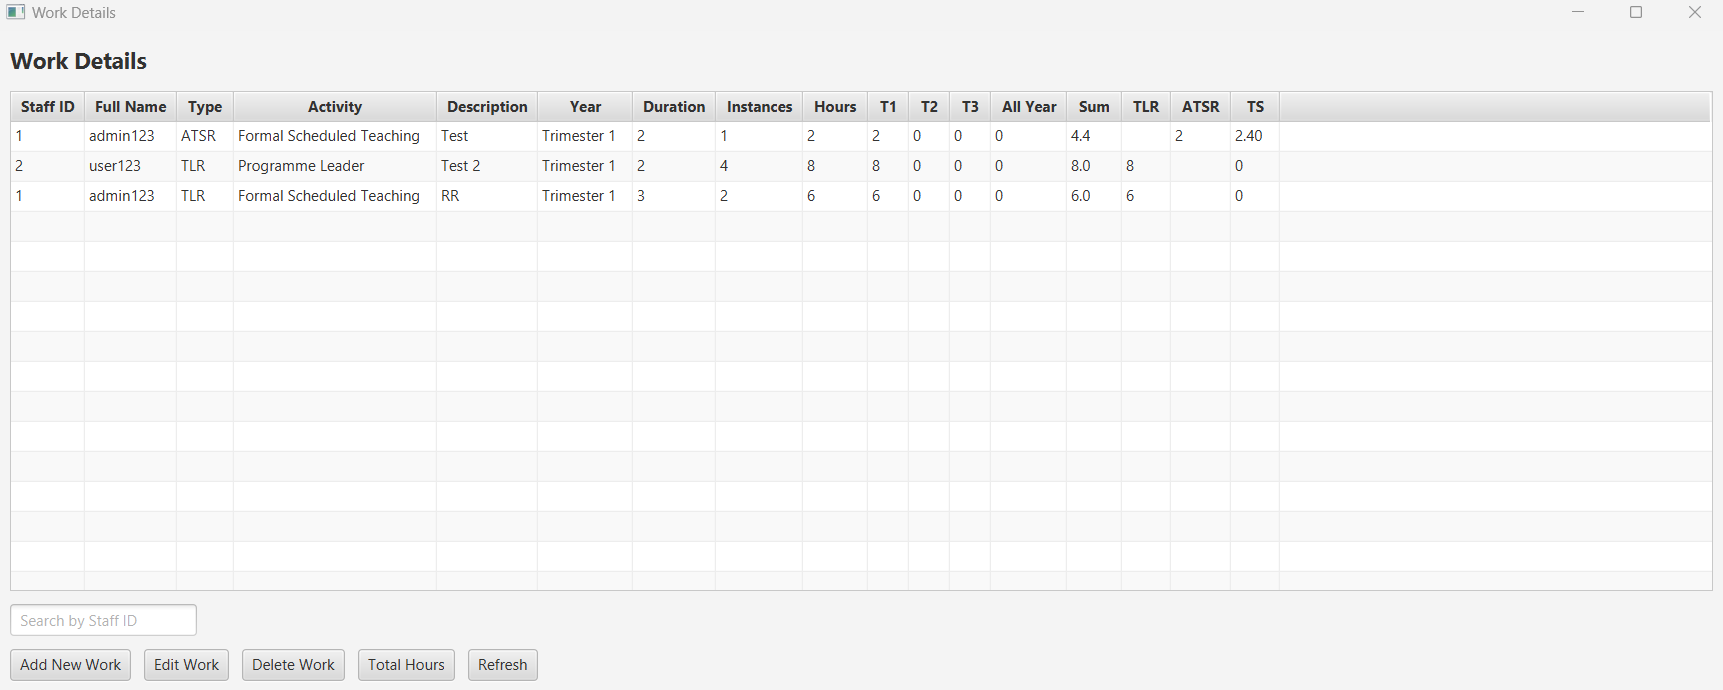 Work Details
Work Details
Staff ID Full Name Type Activity Description Year Duration Instances Hours T1 T2 T3 All Year Sum TLR ATSR TS
1 admin123 ATSR Formal Scheduled Teaching Test Trimester 1 2 1 2 2 0 0 0 4.4 2 2.40
2 user123 TLR Programme Leader Test 2 Trimester 1 2 4 8 8 0 0 0 8.0 8 0
1 admin123 TLR Formal Scheduled Teaching RR Trimester 1 3 2 6 6 0 0 0 6.0 6 0
Search by Staff ID
Add New Work Edit Work Delete Work Total Hours Refresh